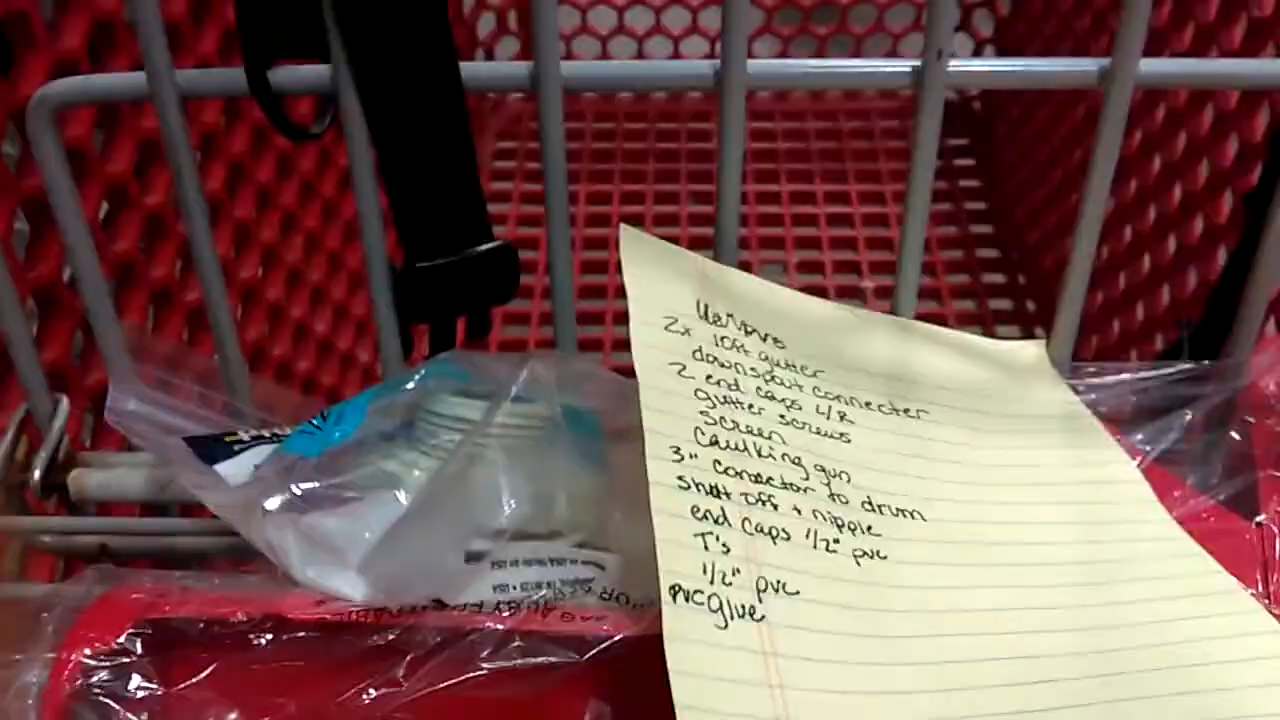 2x 10ft gutter
downspout connecter
2 end caps L/R
gutter screws
Screen
Caulking gun
3" connector to drum
Shut off + nipple
end caps 1/2" pvc
T's
1/2" pvc
pvc glue